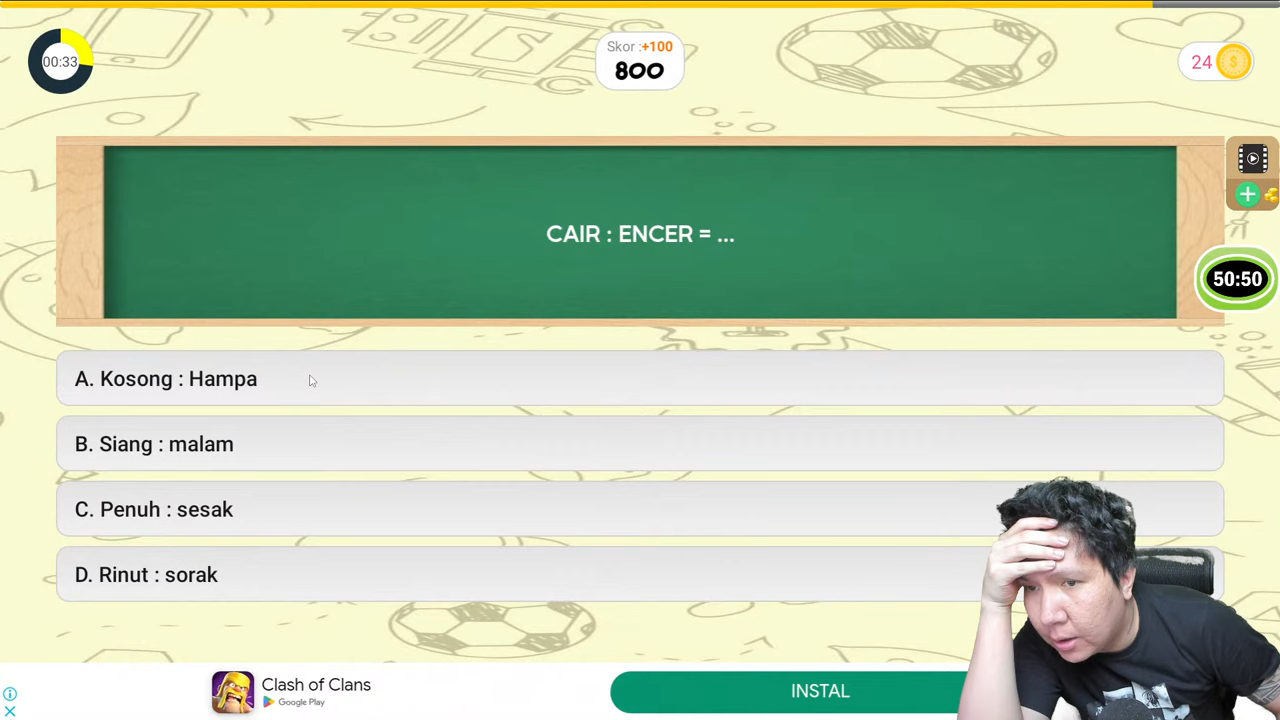 00:33
Skor :+100
800
24
CAIR : ENCER = ...
50:50
A. Kosong : Hampa
B. Siang : malam
C. Penuh : sesak
D. Rinut : sorak
Clash of Clans
Google Play
INSTAL